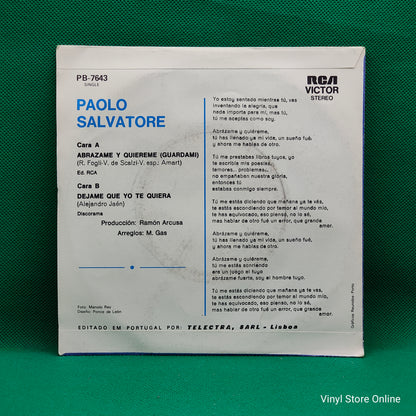 PB-7643
SINGLE
PAOLO
SALVATORE
Cara A
ABRAZAME Y QUIEREME (GUARDAMI)
(R. Fogli-V. de Scalzi-V. esp.: Amart)
Ed. RCA
Cara B
DEJAME QUE YO TE QUIERA
(Alejandro Jaén)
Discorama
Producción: Ramón Arcusa
Arreglos: M. Gas
Foto: Manolo Rey
Diseño: Ponce de León
RCA
VICTOR
STEREO
Yo estoy sentado mientras tú, vas
inventando la alegría, que
nada importa para mí, mas tú,
tú me aceptas como soy.
Abrázame y quiéreme,
tú has llenado ya mi vida, un sueño fué,
y ahora me hablas de otro.
Tú me prestabas libros tuyos, yo
te escribía mis poesías,
temores.. problemas..
no empañaban nuestra gloria,
entonces tú
estabas conmigo siempre.
Tú me estás diciendo que mañana ya te vas,
te estás escondiendo por temor al mundo mío,
te has equivocado, eso piensa, no lo sé,
mas hablar de otro fué un error, que grande
amor.
Abrázame y quiéreme,
tú has llenado ya mi vida, un sueño fué,
y ahora me hablas de otro.
Abrázame y quiéreme,
tú me estás sonriendo
era un juego el tuyo
abrázame fuerte, soy el hombre tuyo.
Tú me estás diciendo que mañana ya te vas,
te estás escondiendo por temor al mundo mío,
te has equivocado, eso piensa, no lo sé,
mas hablar de otro fué un error, que grande
amor.
Gráficos Reunidos-Porto
EDITADO EM PORTUGAL POR: TELECTRA, SARL - Lisboa
Vinyl Store Online